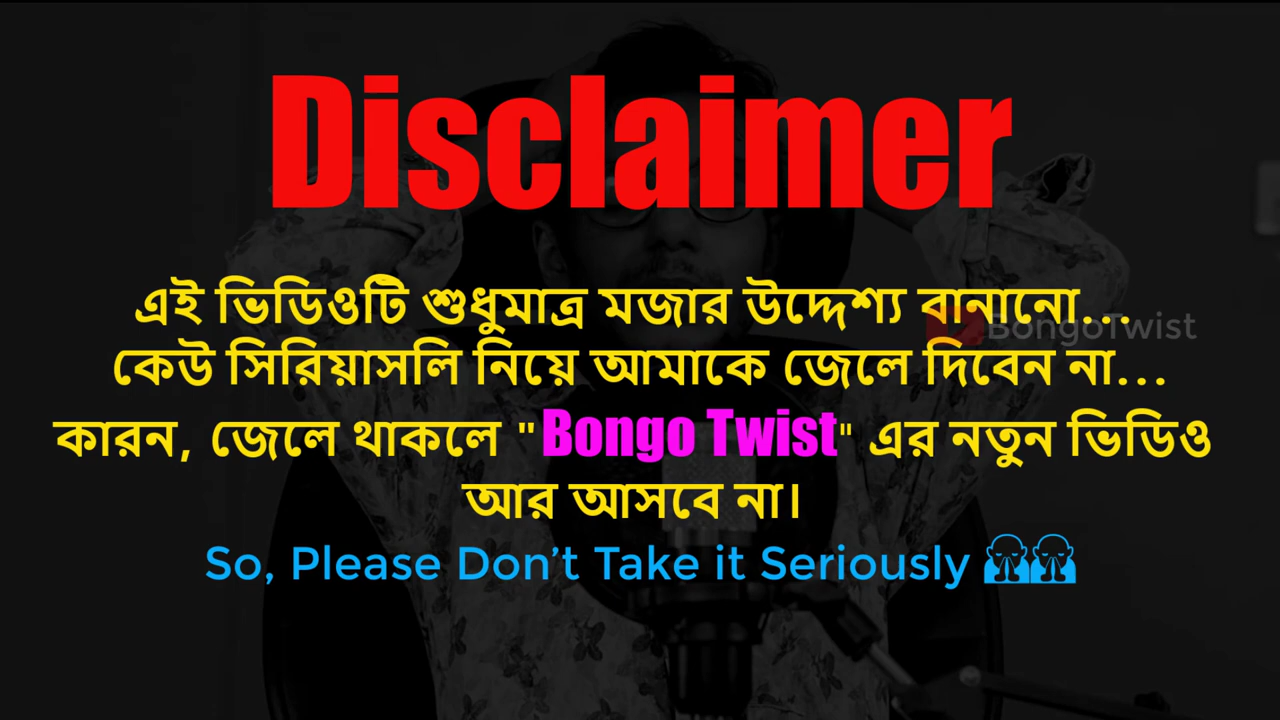 Disclaimer
এই ভিডিওটি শুধুমাত্র মজার উদ্দেশ্য বানানো...
BongoTwist
কেউ সিরিয়াসলি নিয়ে আমাকে জেলে দিবেন না...
কারন, জেলে থাকলে "Bongo Twist" এর নতুন ভিডিও
আর আসবে না।
So, Please Don’t Take it Seriously